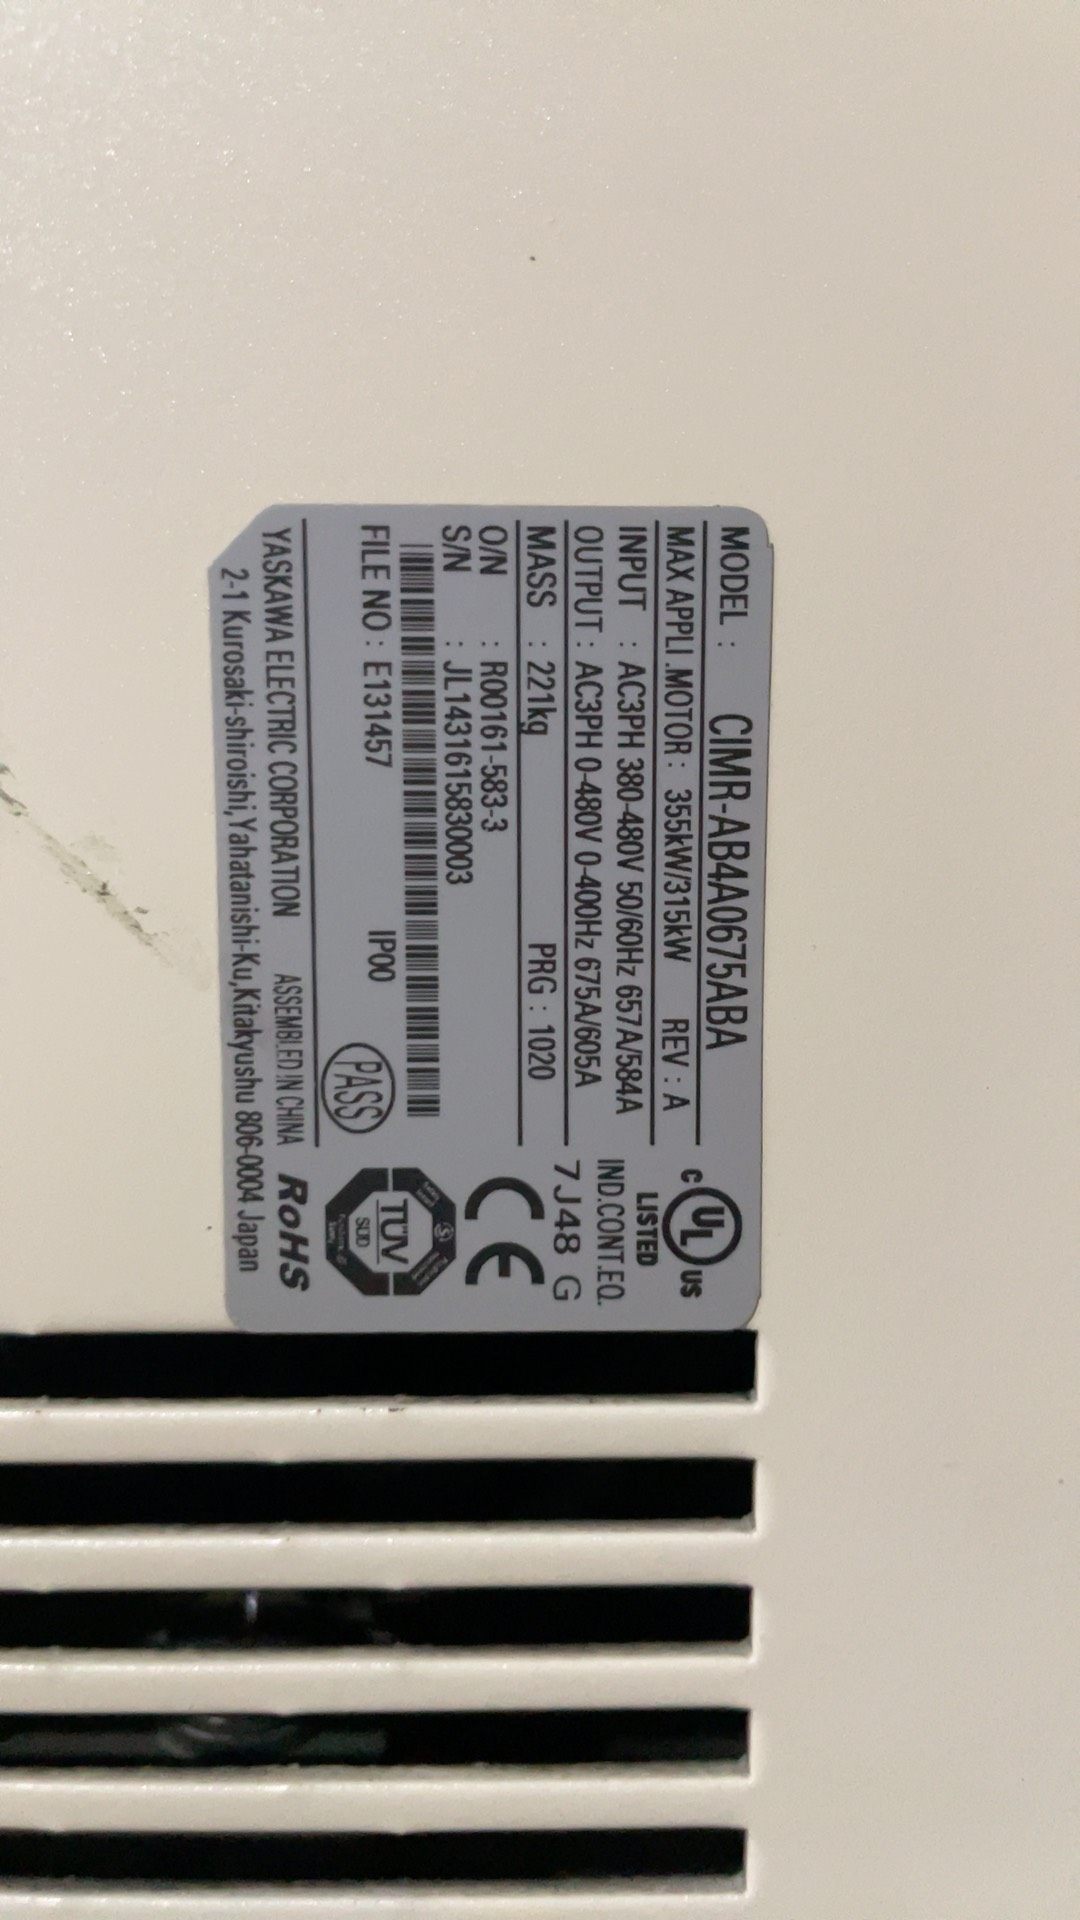 MODEL : CIMR-AB4A0675ABA
MAX APPLI.MOTOR : 355kW/315kW REV : A
INPUT : AC3PH 380-480V 50/60Hz 657A/584A
OUTPUT : AC3PH 0-480V 0-400Hz 675A/605A
MASS : 221kg PRG : 1020
O/N : R00161-583-3
S/N : JL1431615830003
FILE NO : E131457 IP00
PASS
YASKAWA ELECTRIC CORPORATION ASSEMBLED IN CHINA
2-1 Kurosaki-shiroishi,Yahatanishi-Ku,Kitakyushu 806-0004 Japan
C UL US
LISTED
IND.CONT.EQ.
7J48 G
CE
TÜV
SÜD
RoHS